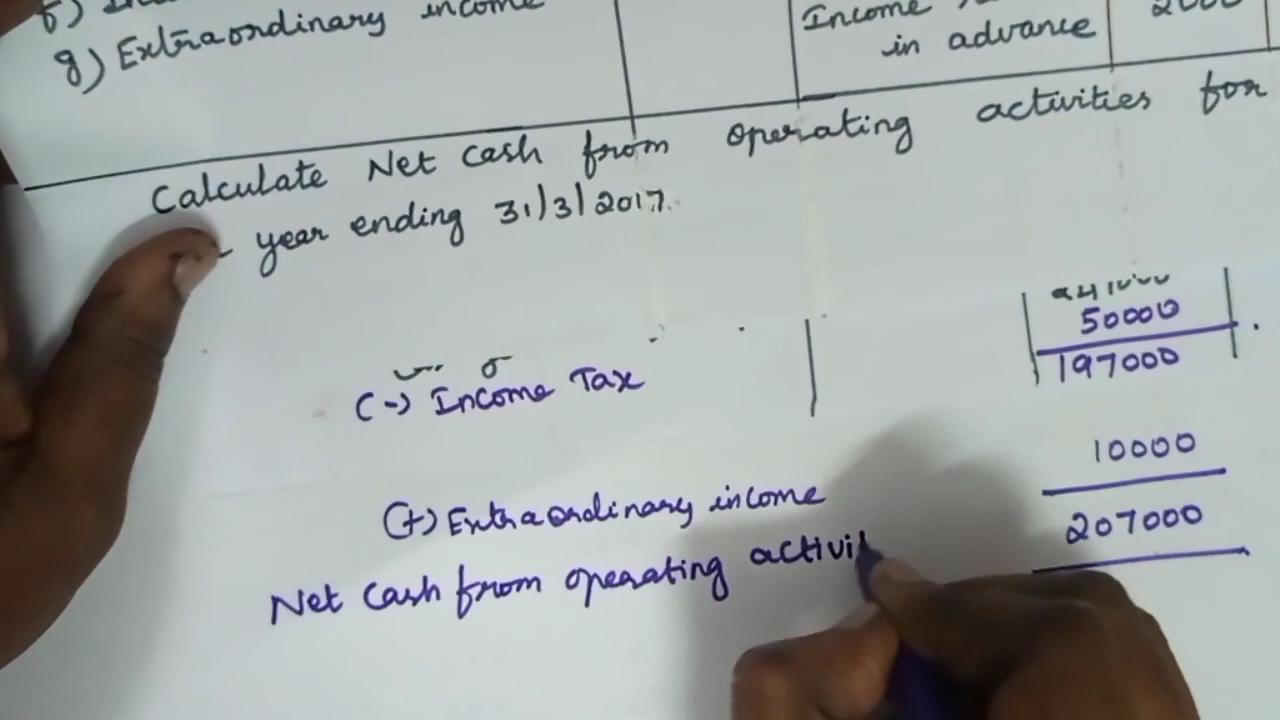 g) Extraordinary income
Income
in advance
Calculate Net cash from operating activities for
year ending 31/3/2017.
50000
(-) Income Tax 197000
10000
(+) Extraordinary income
207000
Net cash from operating activi